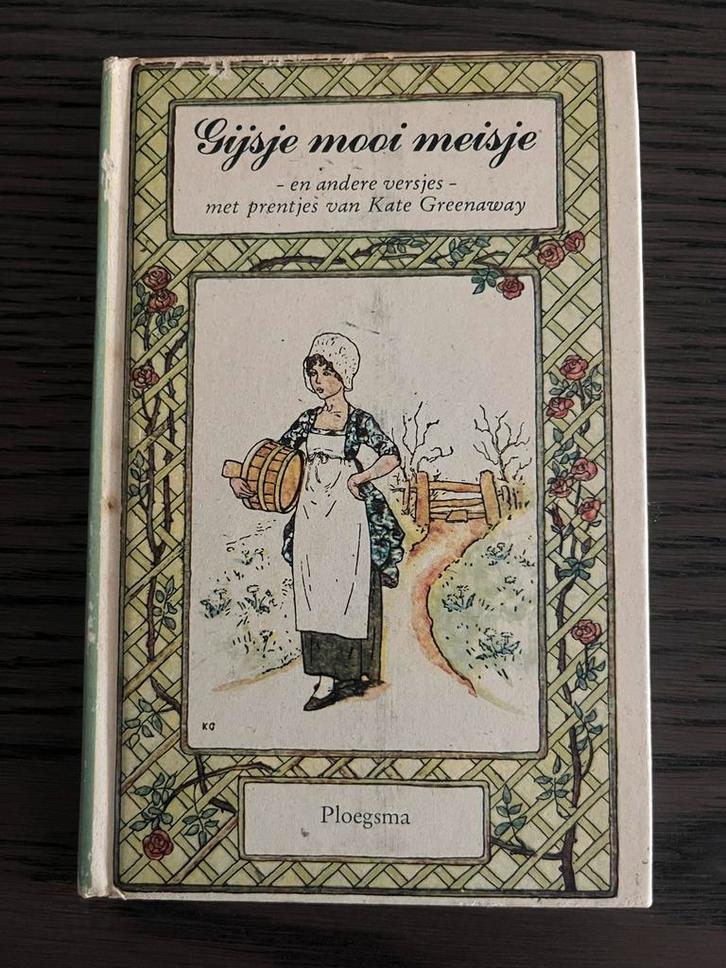 Gijsje mooi meisje
- en andere versjes -
met prentjes van Kate Greenaway
KG
Ploegsma